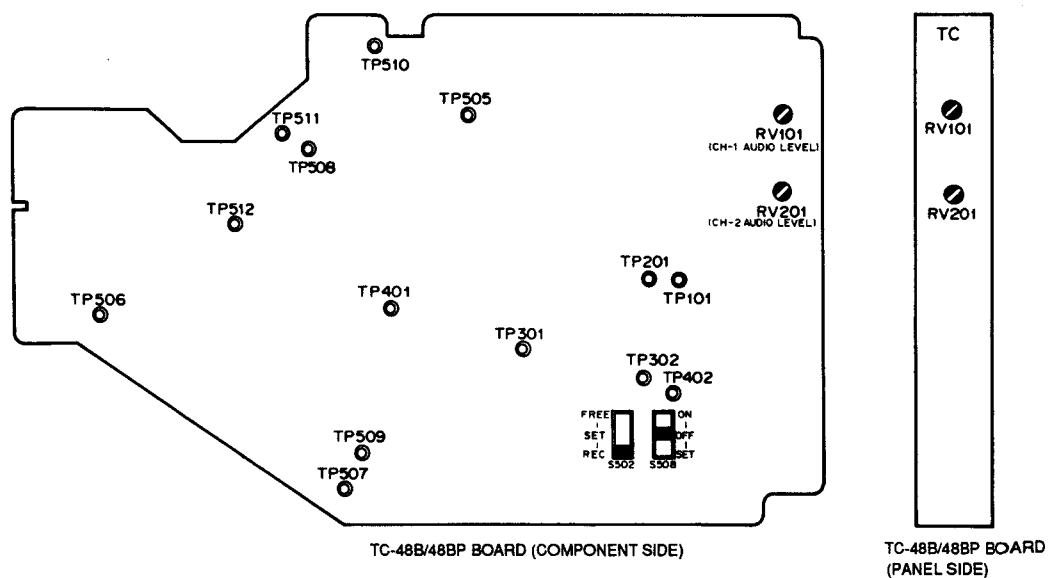 TP510
TP505
TP511
TP508
RV101
(CH-1 AUDIO LEVEL)
TP512
RV201
(CH-2 AUDIO LEVEL)
TP201
TP101
TP506
TP401
TP301
TP302
TP402
FREE
SET
REC
S502
ON
OFF
SET
S508
TP509
TP507
TC-48B/48BP BOARD (COMPONENT SIDE)
TC
RV101
RV201
TC-48B/48BP BOARD
(PANEL SIDE)